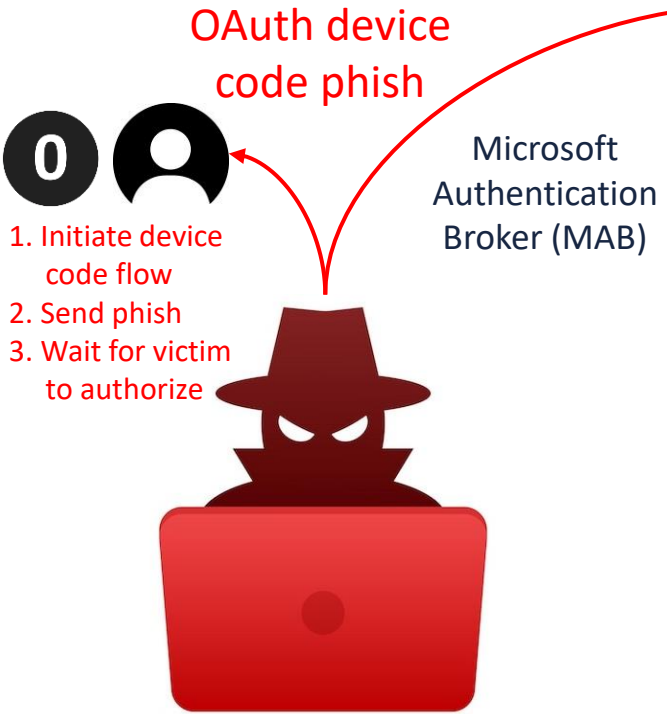 OAuth device
code phish
0
Microsoft
Authentication
Broker (MAB)
1. Initiate device
code flow
2. Send phish
3. Wait for victim
to authorize